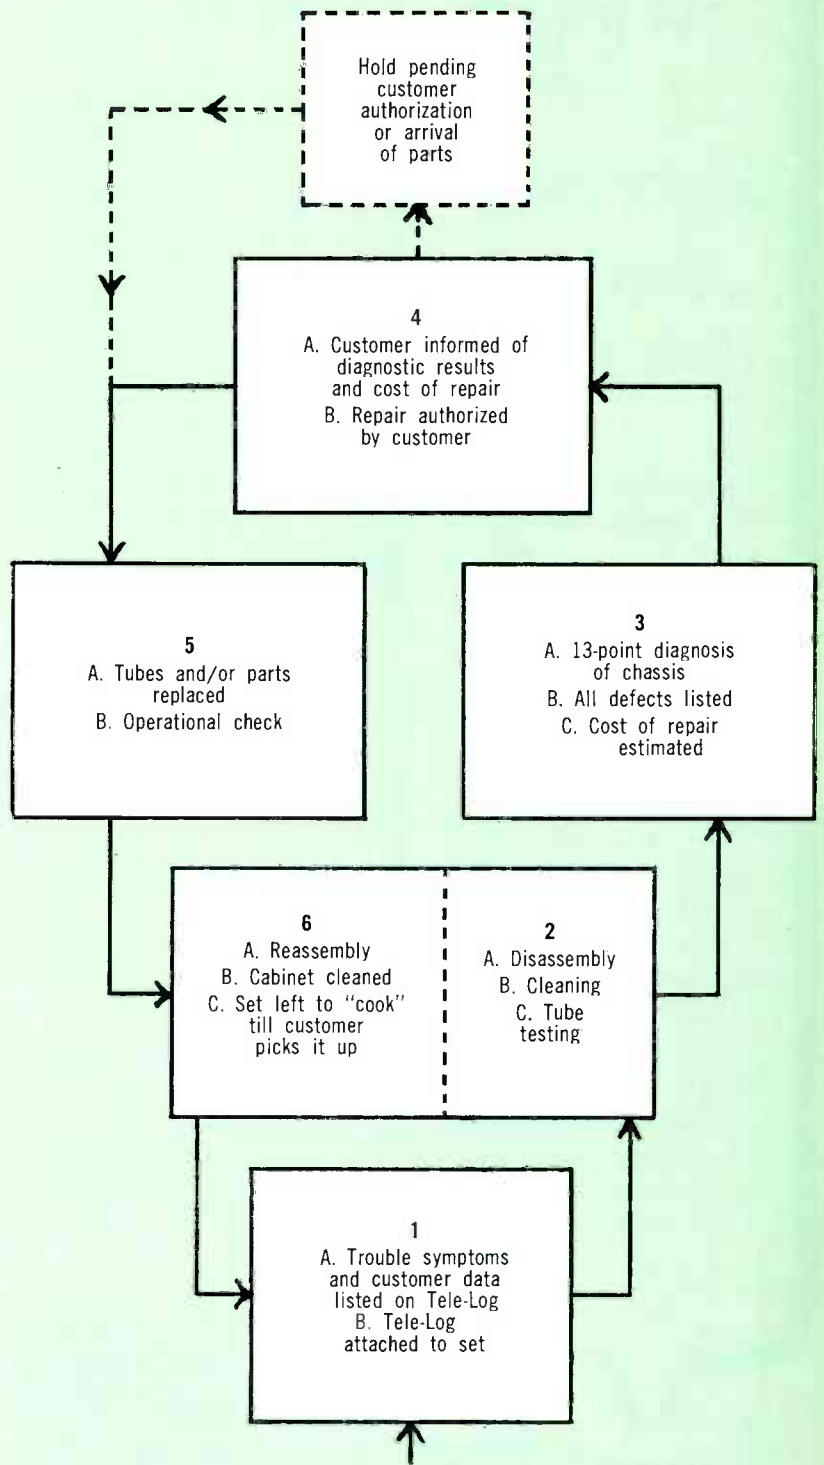 Hold pending
customer
authorization
or arrival
of parts
4
A. Customer informed of
diagnostic results
and cost of repair
B. Repair authorized
by customer
5
A. Tubes and/or parts
replaced
B. Operational check
3
A. 13-point diagnosis
of chassis
B. All defects listed
C. Cost of repair
estimated
6
A. Reassembly
B. Cabinet cleaned
C. Set left to “cook”
till customer
picks it up
2
A. Disassembly
B. Cleaning
C. Tube
testing
1
A. Trouble symptoms
and customer data
listed on Tele-Log
B. Tele-Log
attached to set